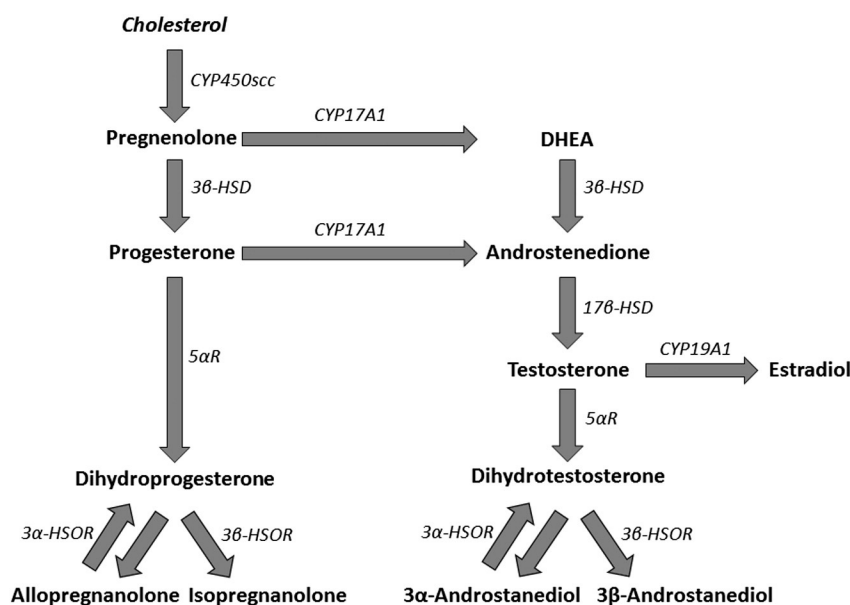 Cholesterol
CYP450scc
CYP17A1
Pregnenolone
DHEA
3β-HSD
3β-HSD
CYP17A1
Progesterone
Androstenedione
17β-HSD
CYP19A1
5αR
Testosterone
Estradiol
5αR
Dihydroprogesterone
Dihydrotestosterone
3α-HSOR
3β-HSOR
3α-HSOR
3β-HSOR
Allopregnanolone
Isopregnanolone
3α-Androstanediol
3β-Androstanediol